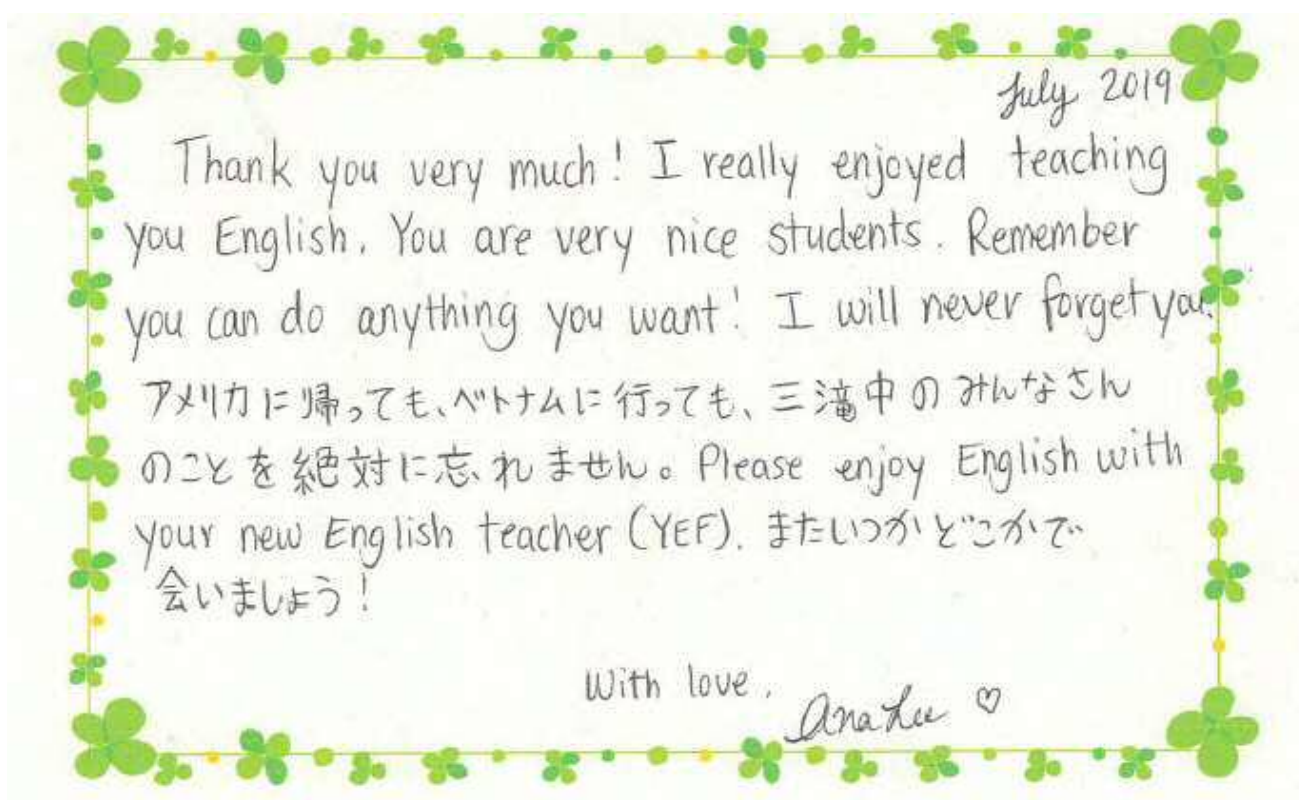 July 2019
Thank you very much! I really enjoyed teaching
you English. You are very nice students. Remember
you can do anything you want! I will never forget you.
アメリカに帰っても、ベトナムに行っても、三滝中のみんなさん
のことを絶対に忘れません。Please enjoy English with
your new English teacher (YEF). またいつかどこかで
会いましょう!
With love,
Ana Lee ♡